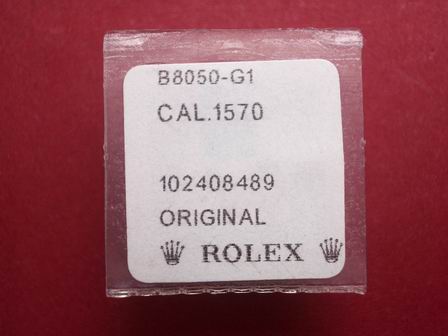 B8050-G1
CAL.1570
102408489
ORIGINAL
ROLEX